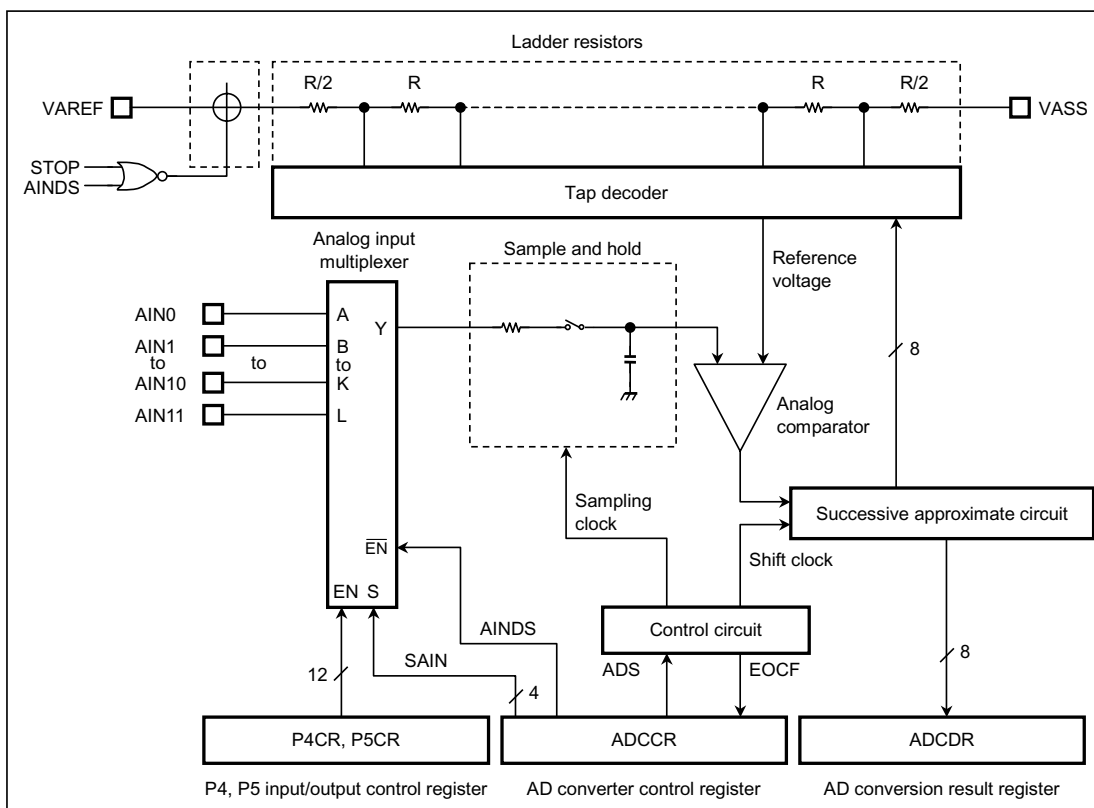 Ladder resistors
R/2
R
R
R/2
VAREF
VASS
STOP
AINDS
Tap decoder
Analog input
multiplexer
Sample and hold
Reference
voltage
AIN0
A
Y
AIN1
B
to
to
to
8
AIN10
K
AIN11
L
Analog
comparator
Sampling
clock
Successive approximate circuit
EN
Shift clock
EN S
AINDS
Control circuit
SAIN
ADS
EOCF
12
4
8
P4CR, P5CR
ADCCR
ADCDR
P4, P5 input/output control register
AD converter control register
AD conversion result register